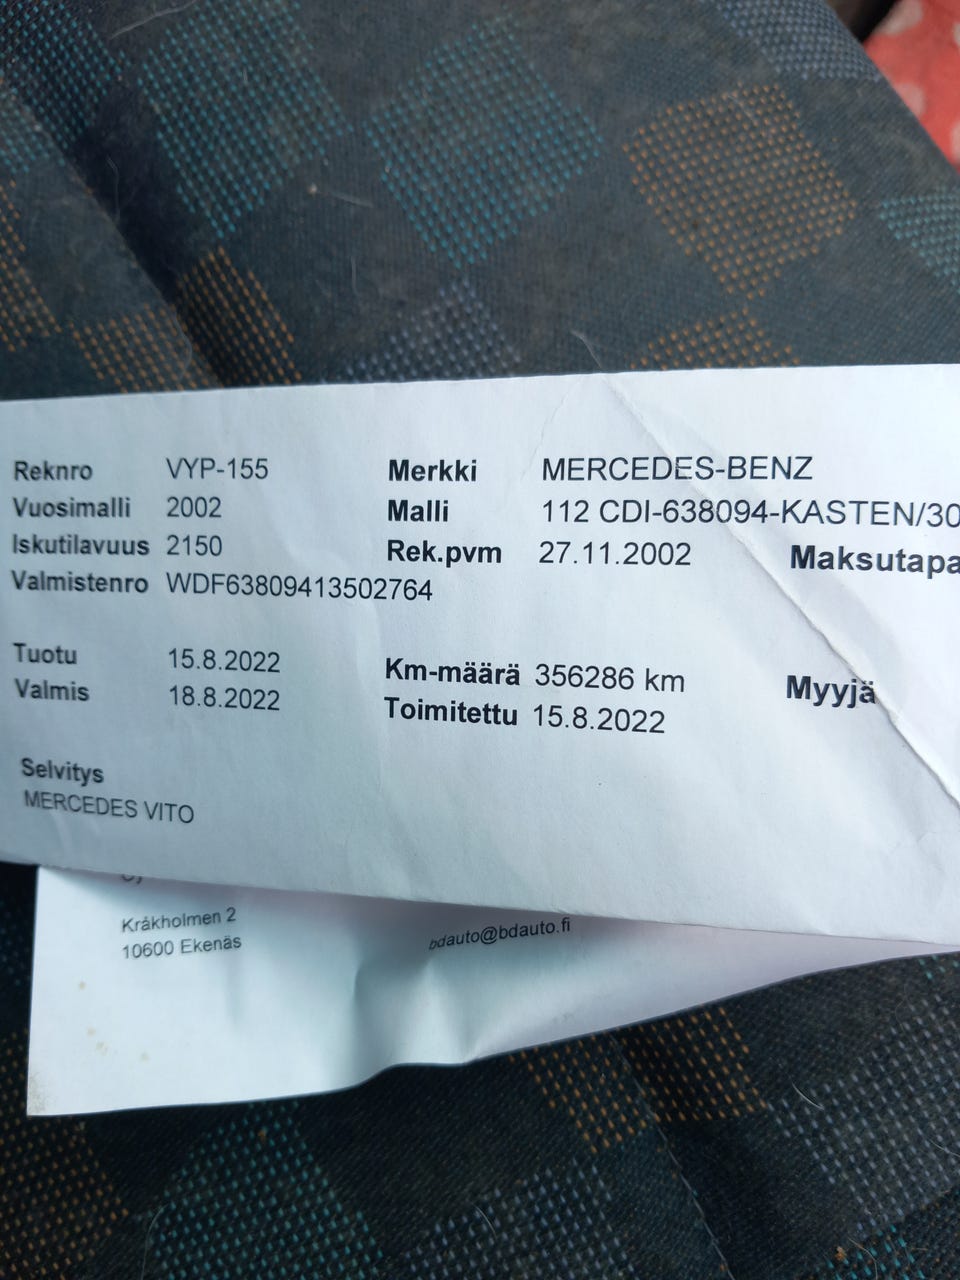 Reknro VYP-155 Merkki MERCEDES-BENZ
Vuosimalli 2002 Malli 112 CDI-638094-KASTEN/30
Iskutilavuus 2150 Rek.pvm 27.11.2002 Maksutapa
Valmistenro WDF63809413502764
Tuotu 15.8.2022 Km-määrä 356286 km Myyjä
Valmis 18.8.2022 Toimitettu 15.8.2022
Selvitys
MERCEDES VITO
Kråkholmen 2 bdauto@bdauto.fi
10600 Ekenäs